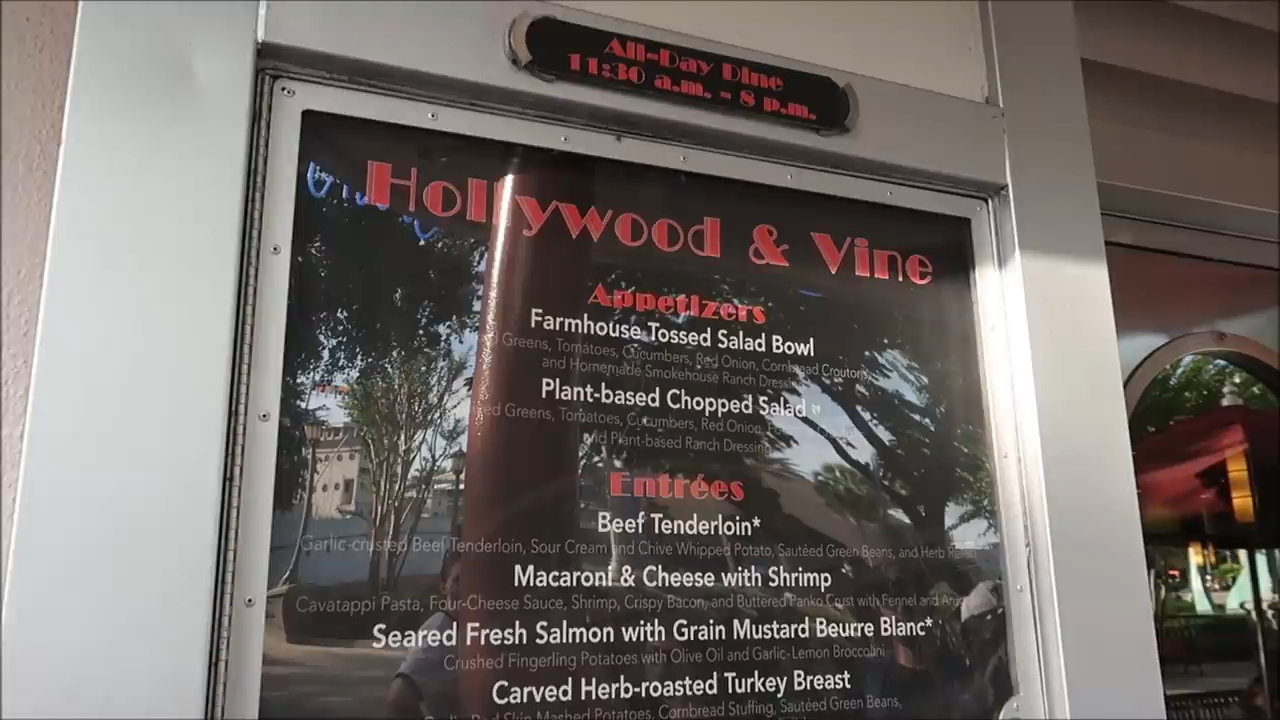 All-Day Dine
11:30 a.m. - 8 p.m.
Hollywood & Vine
Appetizers
Farmhouse Tossed Salad Bowl
Greens, Tomatoes, Cucumbers, Red Onion, Cornbread Croutons,
and Homemade Smokehouse Ranch Dressing
Plant-based Chopped Salad
Greens, Tomatoes, Cucumbers, Red Onion,
and Plant-based Ranch Dressing
Entrées
Beef Tenderloin*
Garlic-crusted Beef Tenderloin, Sour Cream and Chive Whipped Potato, Sautéed Green Beans, and Herb
Macaroni & Cheese with Shrimp
Cavatappi Pasta, Four-Cheese Sauce, Shrimp, Crispy Bacon, and Buttered Panko Crust with Fennel and
Seared Fresh Salmon with Grain Mustard Beurre Blanc*
Crushed Fingerling Potatoes with Olive Oil and Garlic-Lemon Broccolini
Carved Herb-roasted Turkey Breast
Garlic Red Skin Mashed Potatoes, Cornbread Stuffing, Sautéed Green Beans,